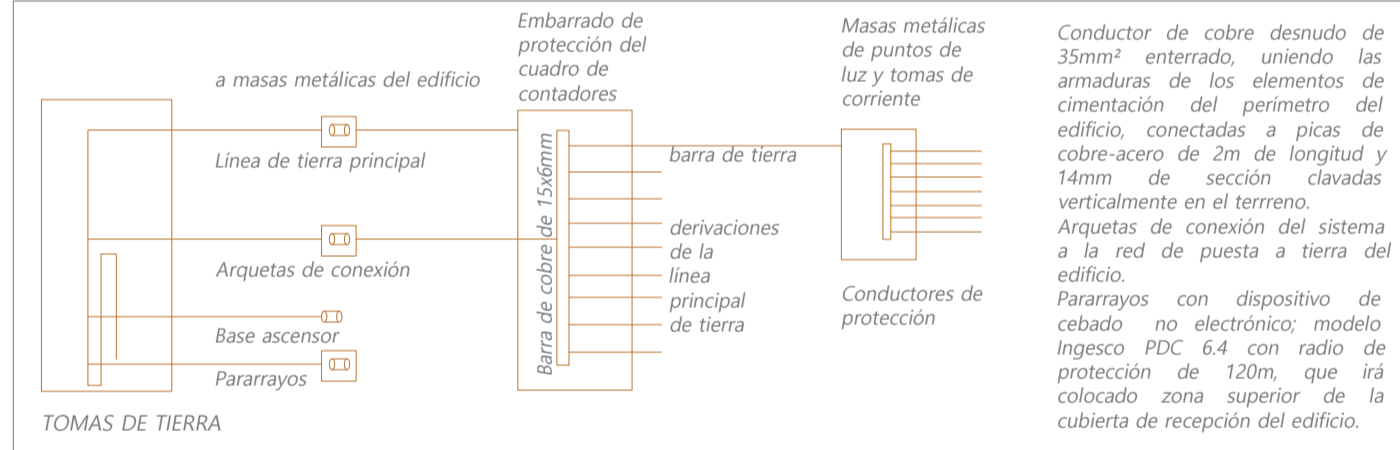 a masas metálicas del edificio
Línea de tierra principal
Arquetas de conexión
Base ascensor
Pararrayos
TOMAS DE TIERRA
Embarrado de
protección del
cuadro de
contadores
Barra de cobre de 15x6mm
barra de tierra
derivaciones
de la
línea
principal
de tierra
Masas metálicas
de puntos de
luz y tomas de
corriente
Conductores de
protección
Conductor de cobre desnudo de
35mm² enterrado, uniendo las
armaduras de los elementos de
cimentación del perímetro del
edificio, conectadas a picas de
cobre-acero de 2m de longitud y
14mm de sección clavadas
verticalmente en el terrreno.
Arquetas de conexión del sistema
a la red de puesta a tierra del
edificio.
Pararrayos con dispositivo de
cebado no electrónico; modelo
Ingesco PDC 6.4 con radio de
protección de 120m, que irá
colocado zona superior de la
cubierta de recepción del edificio.